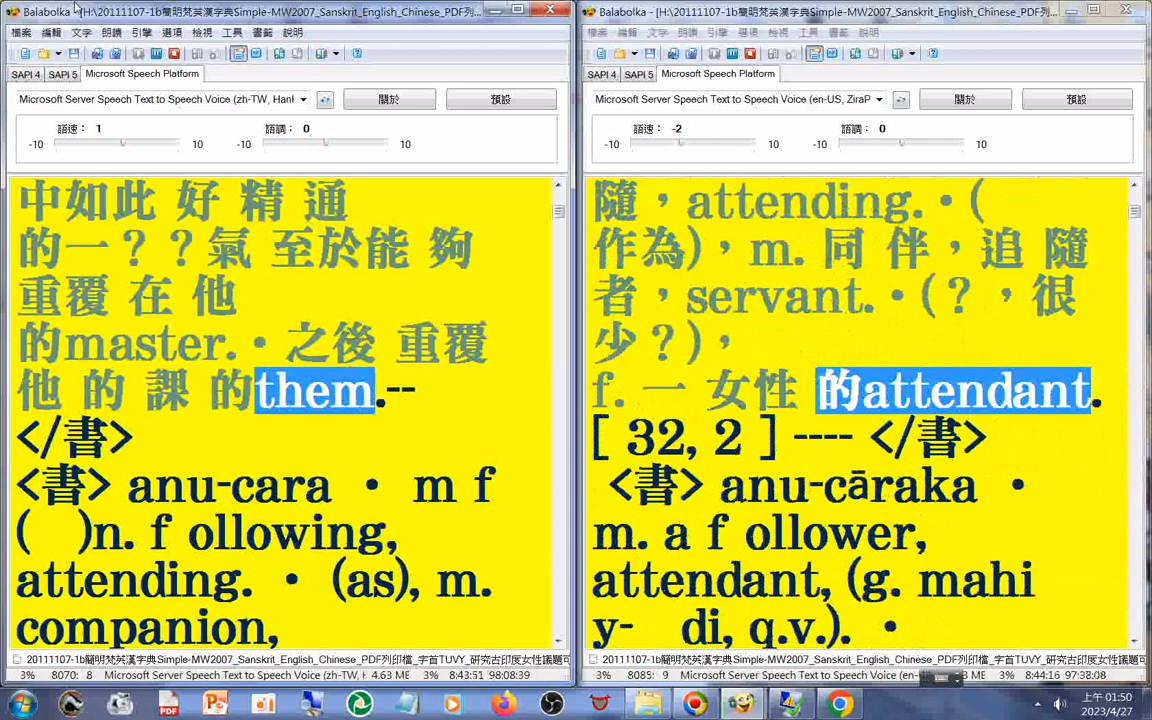 Balabolka - [H:\20111107-1b簡明梵英漢字典Simple-MW2007_Sanskrit_English_Chinese_PDF列...
檔案 編輯 文字 朗讀 引擎 選項 檢視 工具 書籤 說明
SAPI 4 SAPI 5 Microsoft Speech Platform
Microsoft Server Speech Text to Speech Voice (zh-TW, Hanl 關於 預設
語速： 1 語調： 0
-10 10 -10 10
中如此 好 精 通
的一？？氣 至於能 夠
重覆 在 他
的master.・之後 重覆
他 的 課 的them.--
</書>
<書> anu-cara ・ m f
( )n. f ollowing,
attending. ・ (as), m.
companion,
20111107-1b簡明梵英漢字典Simple-MW2007_Sanskrit_English_Chinese_PDF列印檔_字首TUVY_研究古印度女性議題可
3% 8070: 8 Microsoft Server Speech Text to Speech Voice (zh-TW, H 4.63 ME 3% 8:43:51 98:08:39
Balabolka - [H:\20111107-1b簡明梵英漢字典Simple-MW2007_Sanskrit_English_Chinese_PDF列...
檔案 編輯 文字 朗讀 引擎 選項 檢視 工具 書籤 說明
SAPI 4 SAPI 5 Microsoft Speech Platform
Microsoft Server Speech Text to Speech Voice (en-US, ZiraP 關於 預設
語速： -2 語調： 0
-10 10 -10 10
隨，attending.・(
作為)，m. 同 伴，追 隨
者，servant.・(？，很
少？)，
f. 一 女性 的attendant.
[ 32, 2 ] ---- </書>
<書> anu-cāraka ・
m. a f ollower,
attendant, (g. mahi
y- di, q.v.). ・
20111107-1b簡明梵英漢字典Simple-MW2007_Sanskrit_English_Chinese_PDF列印檔_字首TUVY_研究古印度女性議題可
3% 8085: 9 Microsoft Server Speech Text to Speech Voice (en-US, 3% 8:44:16 97:38:08
上午 01:50
2023/4/27